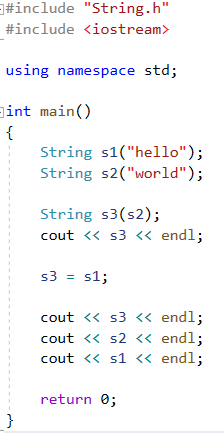 #include "String.h"
#include <iostream>
using namespace std;
int main()
{
String s1("hello");
String s2("world");
String s3(s2);
cout << s3 << endl;
s3 = s1;
cout << s3 << endl;
cout << s2 << endl;
cout << s1 << endl;
return 0;
}